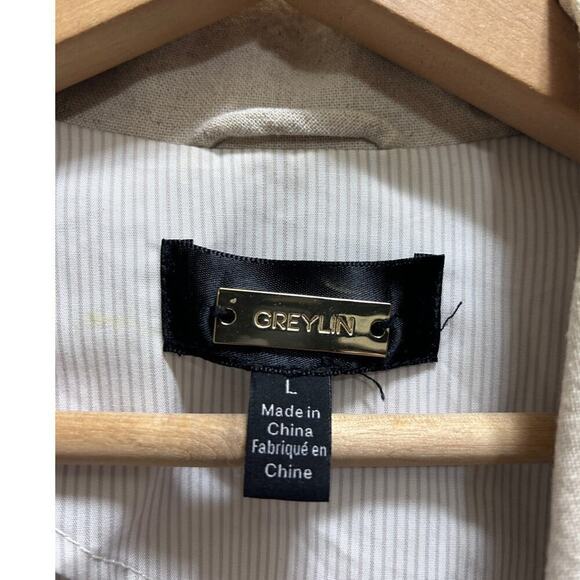 GREYLIN
L
Made in
China
Fabriqué en
Chine